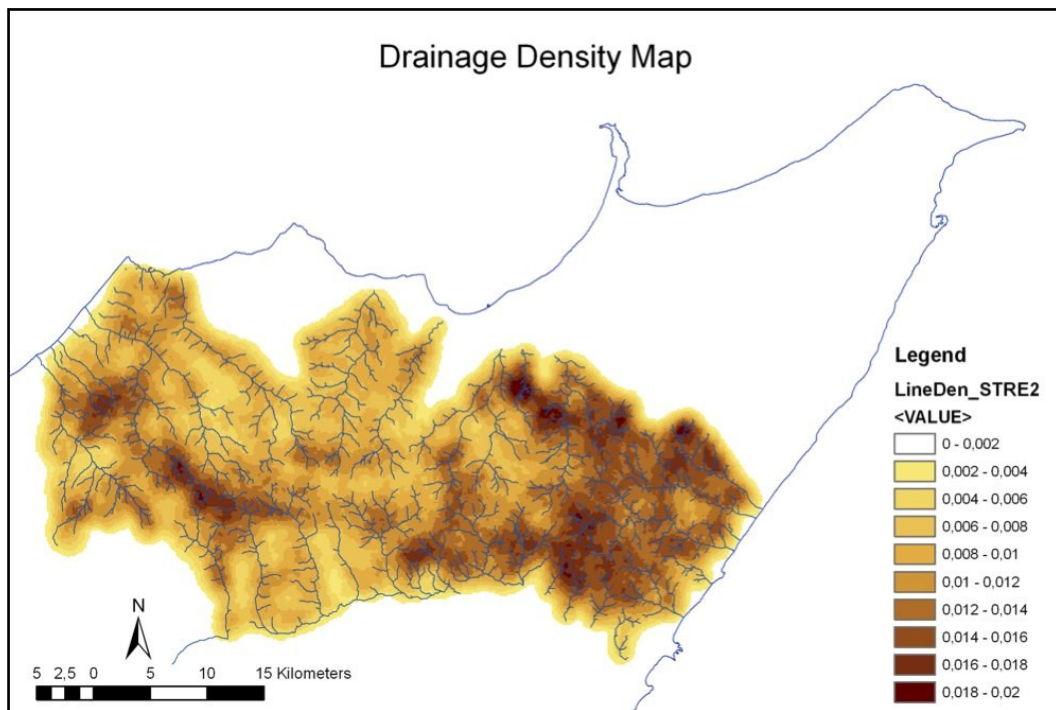 Drainage Density Map
Legend
LineDen_STRE2
<VALUE>
0 - 0,002
0,002 - 0,004
0,004 - 0,006
0,006 - 0,008
0,008 - 0,01
0,01 - 0,012
0,012 - 0,014
0,014 - 0,016
0,016 - 0,018
0,018 - 0,02
N
5 2,5 0 5 10 15 Kilometers